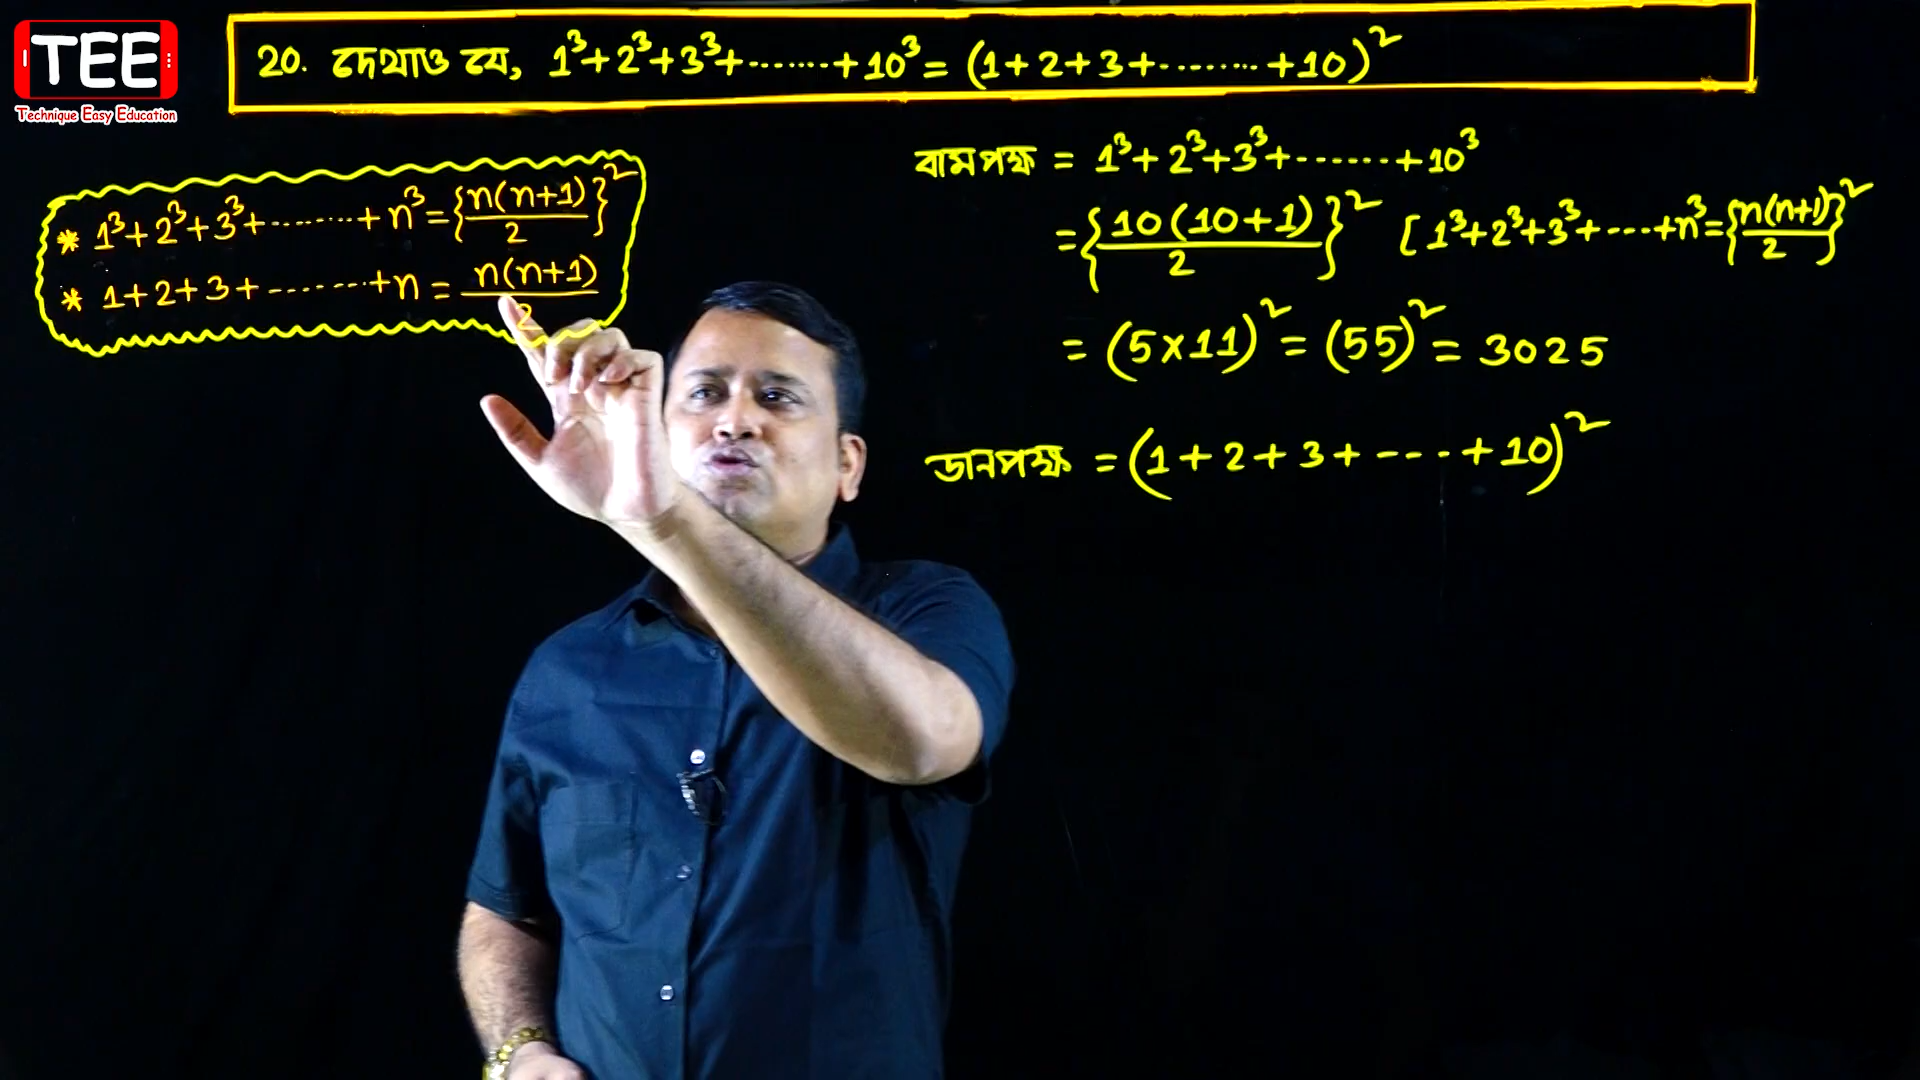 TEE
Technique Easy Education
20. দেখাও যে, 1³+2³+3³+.......+10³= (1+2+3+........+10)²
* 1³+2³+3³+........+n³={n(n+1)/2}²
* 1+2+3+........+n = n(n+1)/2
বামপক্ষ = 1³+2³+3³+.......+10³
={10(10+1)/2}² [1³+2³+3³+....+n³={n(n+1)/2}²
= (5×11)² = (55)² = 3025
ডানপক্ষ = (1+2+3+----+10)²